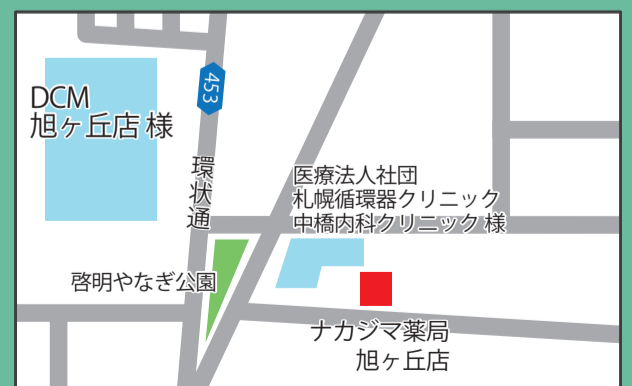 DCM
旭ヶ丘店 様
453
環状通
医療法人社団
札幌循環器クリニック
中橋内科クリニック 様
啓明やなぎ公園
ナカジマ薬局
旭ヶ丘店